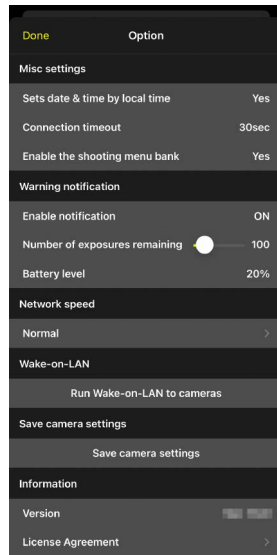 Done Option
Misc settings
Sets date & time by local time Yes
Connection timeout 30sec
Enable the shooting menu bank Yes
Warning notification
Enable notification ON
Number of exposures remaining 100
Battery level 20%
Network speed
Normal
Wake-on-LAN
Run Wake-on-LAN to cameras
Save camera settings
Save camera settings
Information
Version
License Agreement